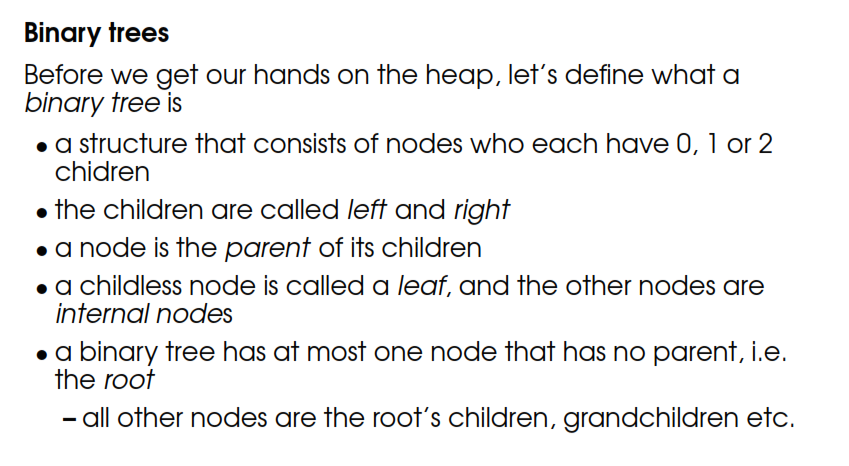 Binary trees
Before we get our hands on the heap, let's define what a
binary tree is
• a structure that consists of nodes who each have 0, 1 or 2
chidren
• the children are called left and right
• a node is the parent of its children
• a childless node is called a leaf, and the other nodes are
internal nodes
• a binary tree has at most one node that has no parent, i.e.
the root
– all other nodes are the root's children, grandchildren etc.